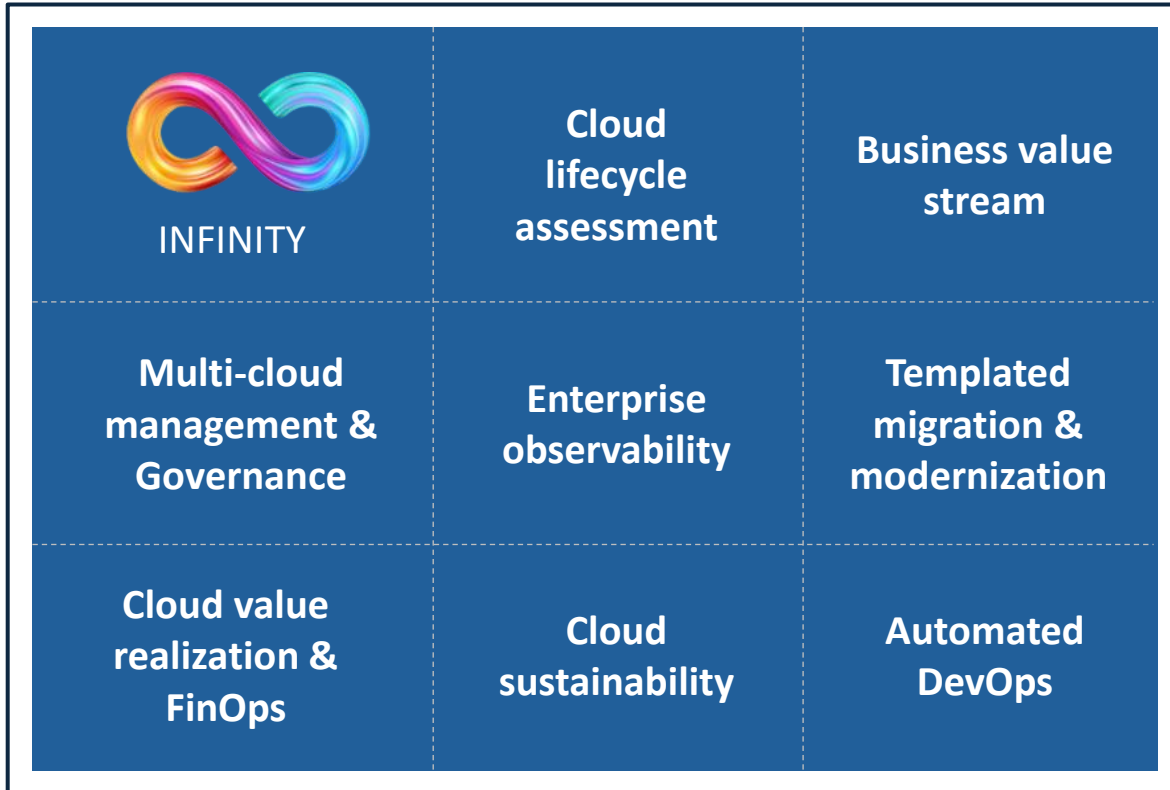 INFINITY
Cloud
lifecycle
assessment
Business value
stream
Multi-cloud
management &
Governance
Enterprise
observability
Templated
migration &
modernization
Cloud value
realization &
FinOps
Cloud
sustainability
Automated
DevOps